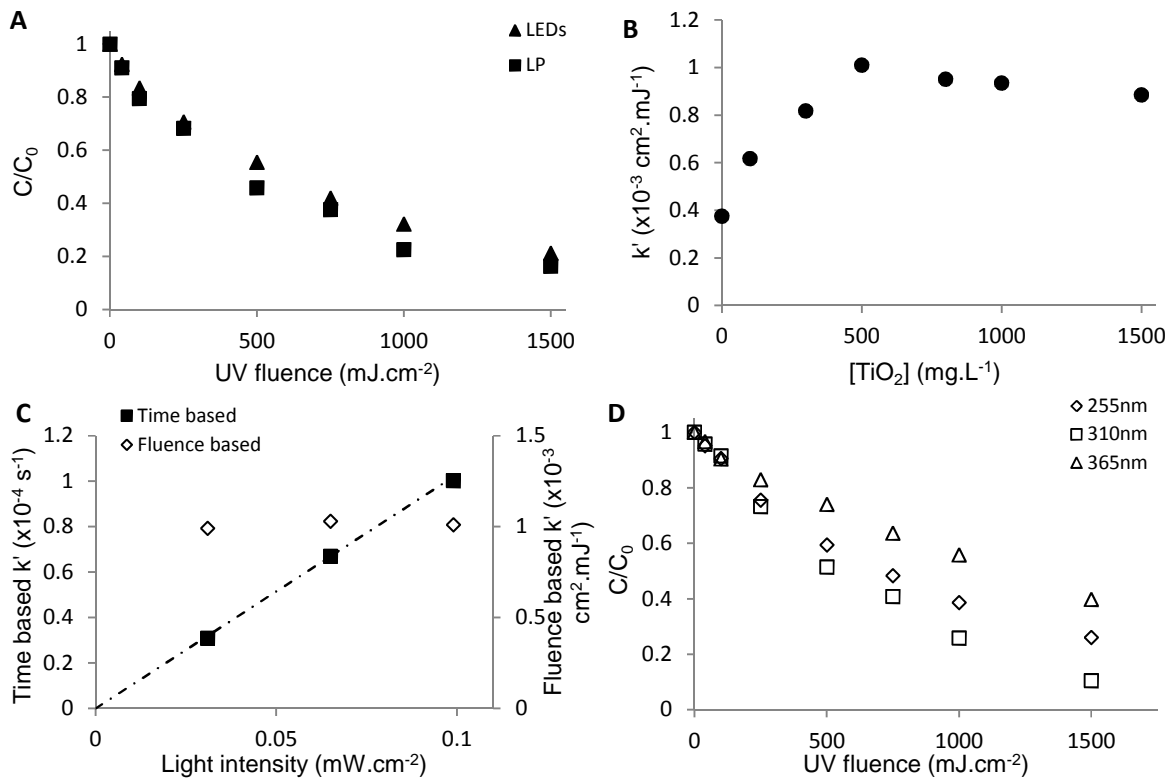 A
LEDs
LP
1
0.8
0.6
0.4
0.2
0
C/C0
0
500
1000
1500
UV fluence (mJ.cm-2)
B
1.2
1
0.8
0.6
0.4
0.2
0
k' (x10-3 cm2.mJ-1)
0
500
1000
1500
[TiO2] (mg.L-1)
C
Time based
Fluence based
1.2
1
0.8
0.6
0.4
0.2
0
Time based k' (x10-4 s-1)
1.5
1
0.5
0
Fluence based k' (x10-3
cm2.mJ-1)
0
0.05
0.1
Light intensity (mW.cm-2)
D
255nm
310nm
365nm
1
0.8
0.6
0.4
0.2
0
C/C0
0
500
1000
1500
UV fluence (mJ.cm-2)